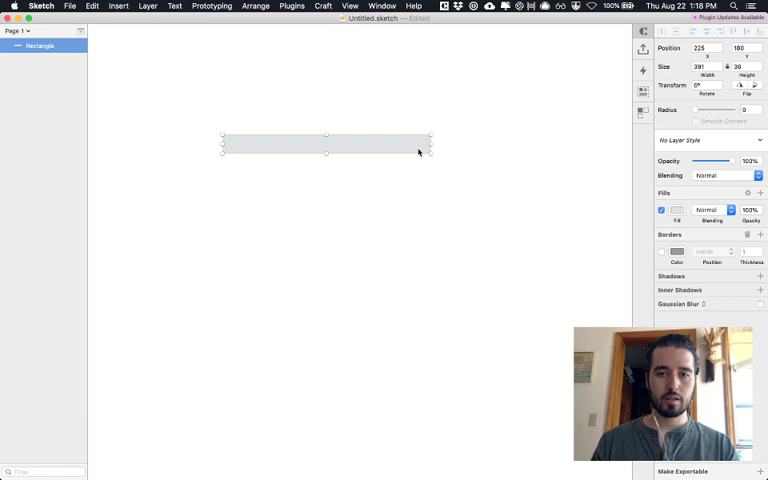 Sketch File Edit Insert Layer Text Prototyping Arrange Plugins Craft View Window Help 100% Thu Aug 22 1:18 PM
Untitled.sketch — Edited
Plugin Updates Available
Page 1
Rectangle
Position 225 180
X Y
Size 391 36
Width Height
Transform 0°
Rotate Flip
Radius 0
Smooth Corners
No Layer Style
Opacity 100%
Blending Normal
Fills
Normal 100%
Fill Blending Opacity
Borders
Inside 1
Color Position Thickness
Shadows
Inner Shadows
Gaussian Blur
Filter
Make Exportable